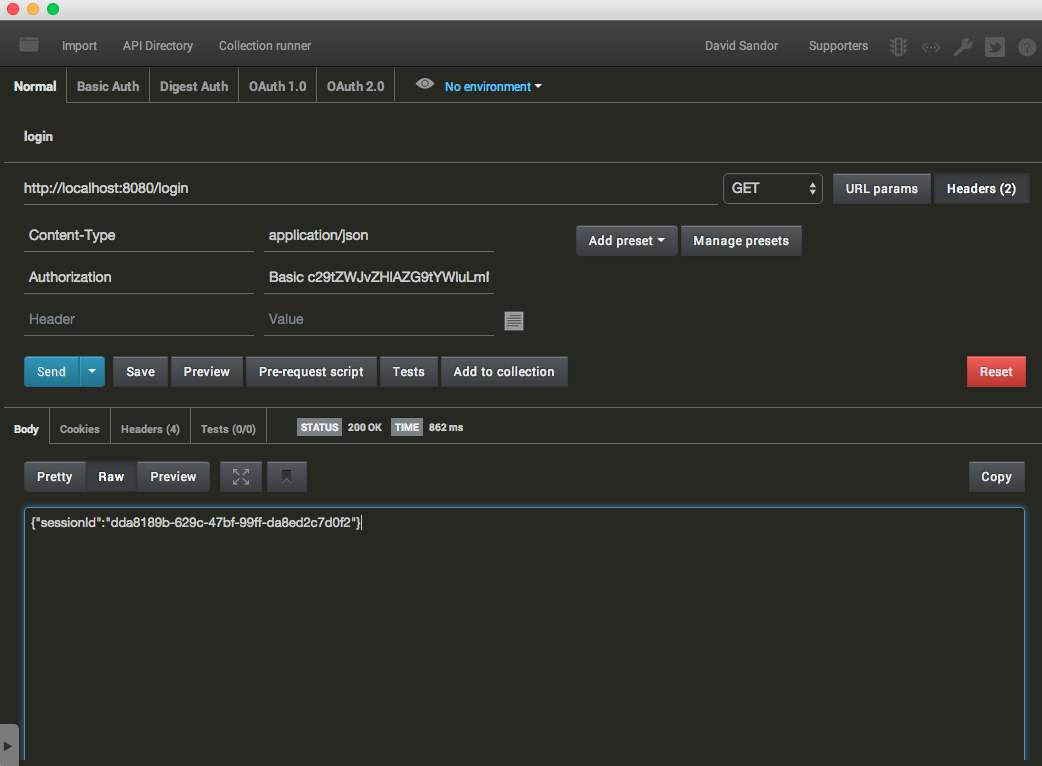 Import API Directory Collection runner David Sandor Supporters
Normal Basic Auth Digest Auth OAuth 1.0 OAuth 2.0 No environment
login
http://localhost:8080/login GET URL params Headers (2)
Content-Type application/json Add preset Manage presets
Authorization Basic
Header Value
Send Save Preview Pre-request script Tests Add to collection Reset
Body Cookies Headers (4) Tests (0/0) STATUS 200 OK TIME 862 ms
Pretty Raw Preview Copy
{"sessionId":"dda8189b-629c-47bf-99ff-da8ed2c7d0f2"}